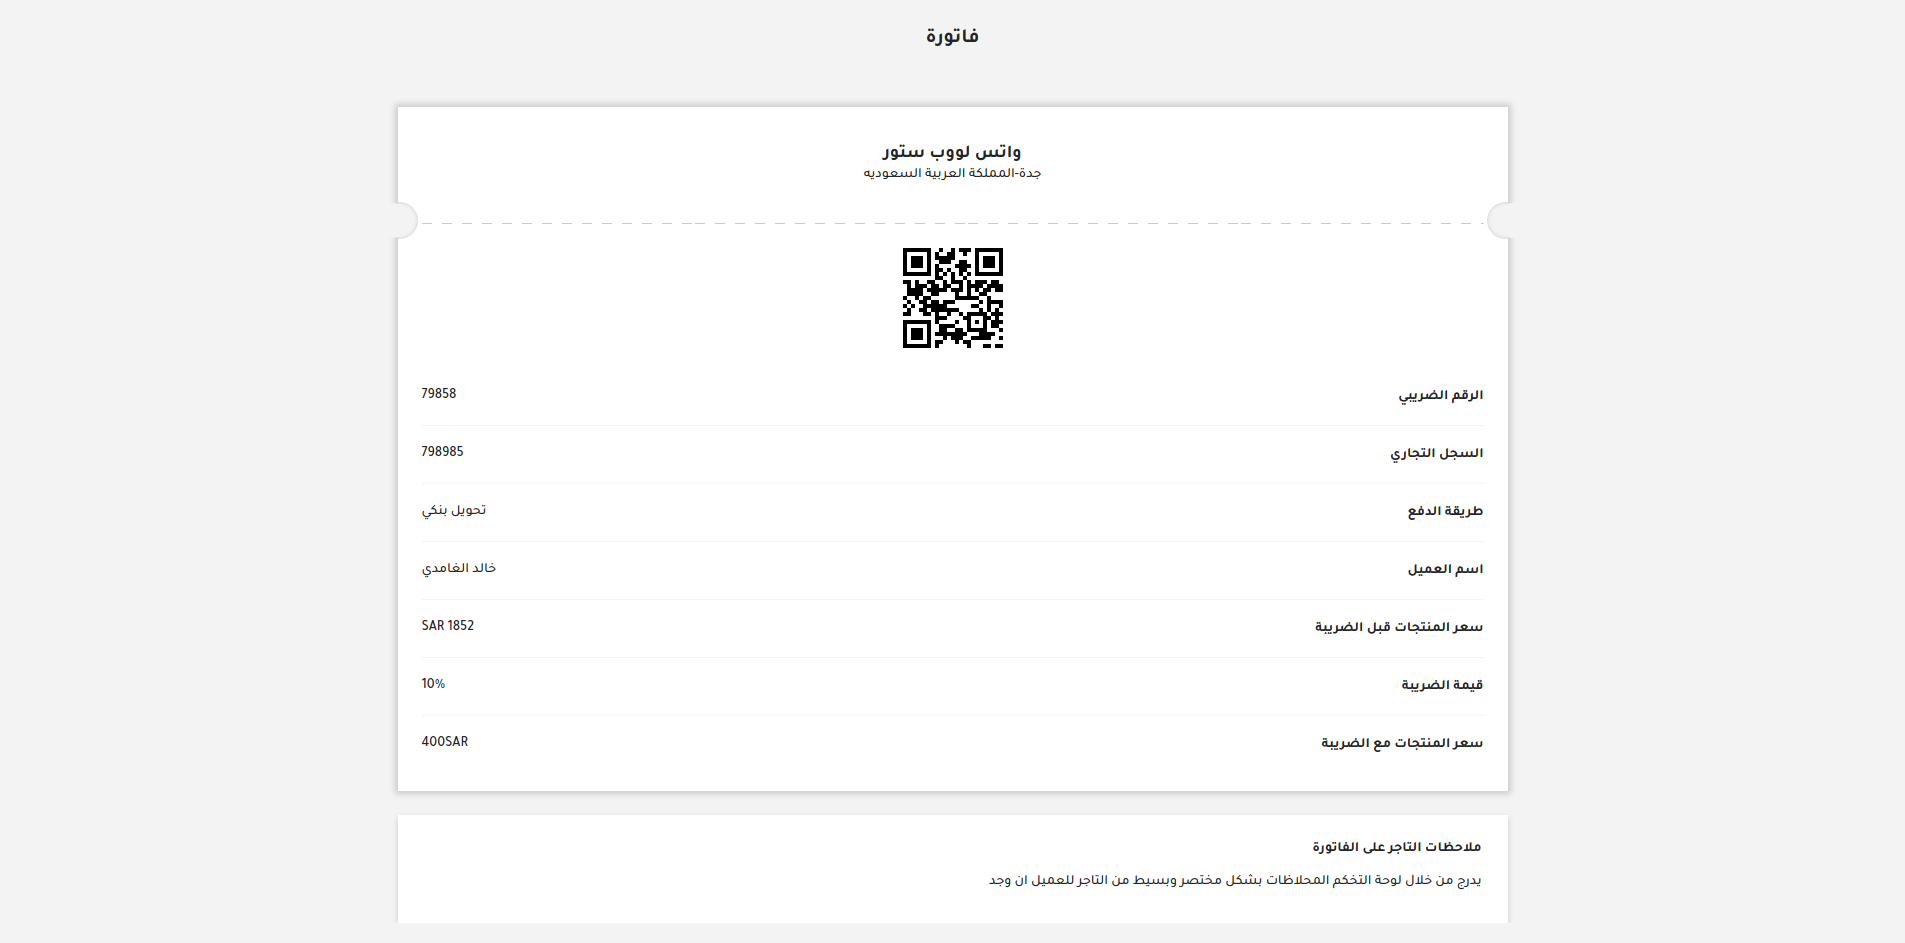 فاتورة
واتس لووب ستور
جدة-المملكة العربية السعوديه
الرقم الضريبي 79858
السجل التجاري 798985
طريقة الدفع تحويل بنكي
اسم العميل خالد الغامدي
سعر المنتجات قبل الضريبة SAR 1852
قيمة الضريبة 10%
سعر المنتجات مع الضريبة 400SAR
ملاحظات التاجر على الفاتورة
يدرج من خلال لوحة التخكم المحلاظات بشكل مختصر وبسيط من التاجر للعميل ان وجد